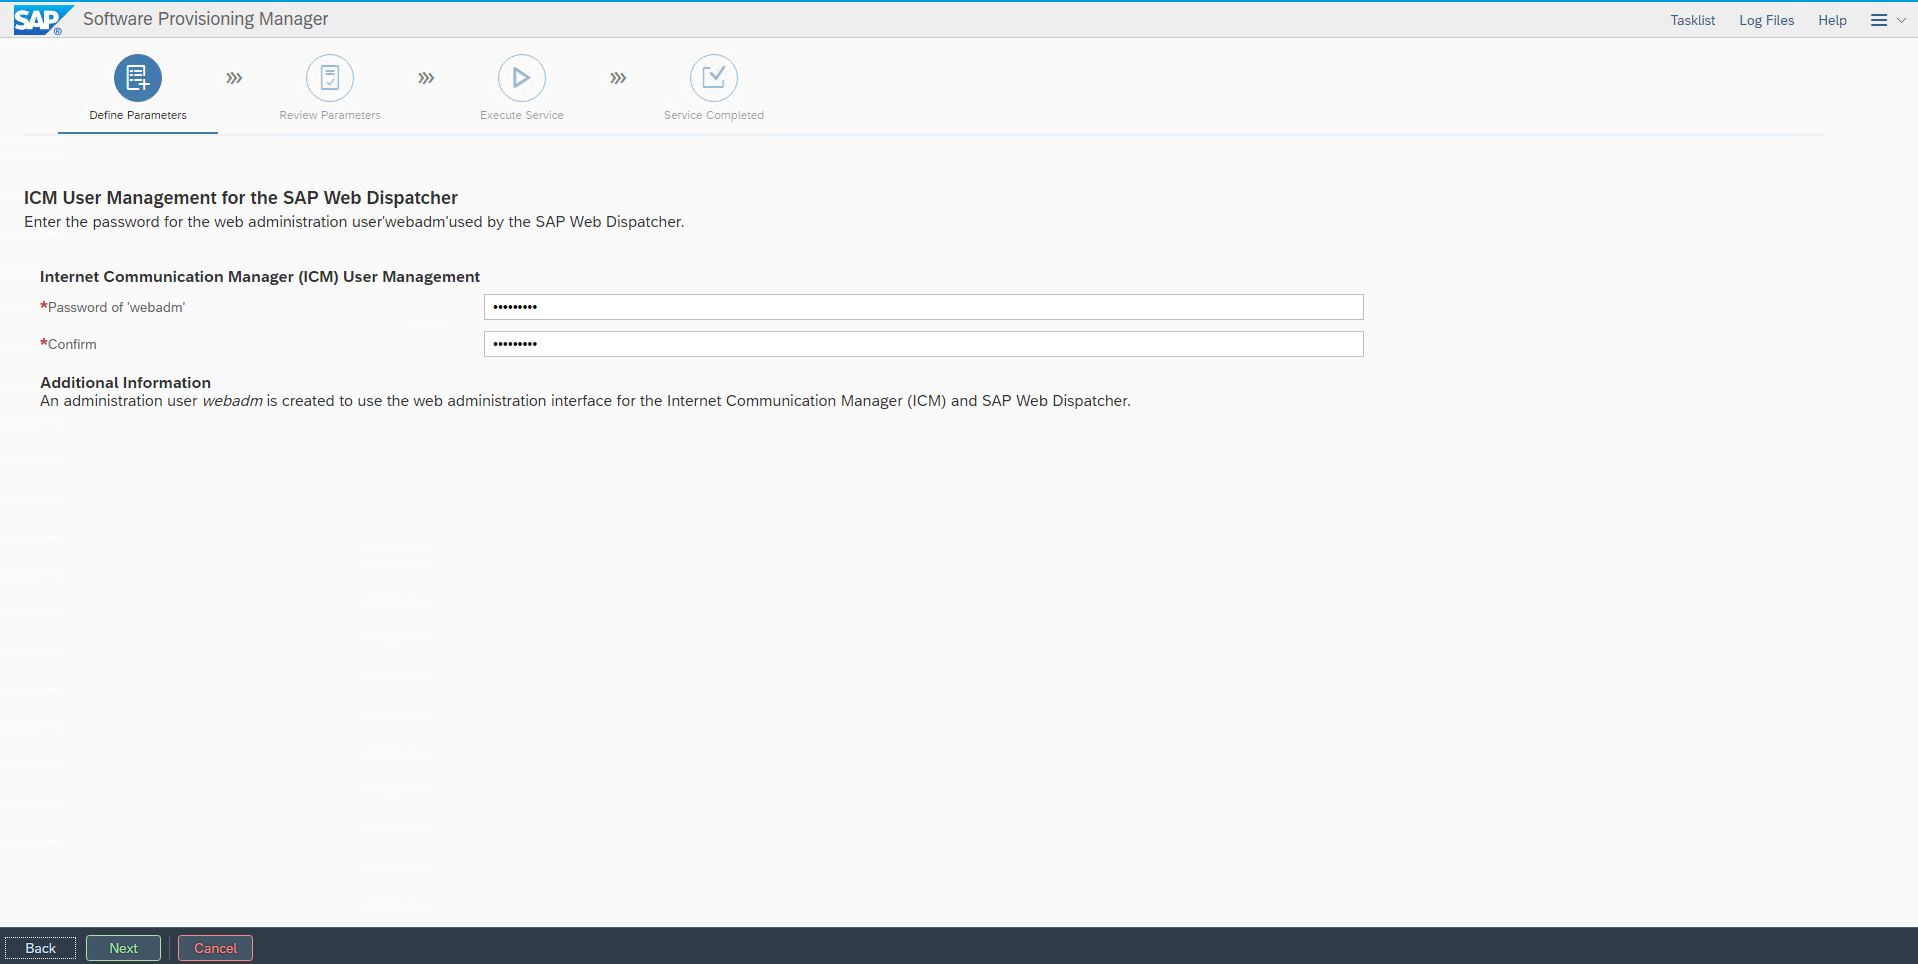 SAP ® Software Provisioning Manager Tasklist Log Files Help
Define Parameters Review Parameters Execute Service Service Completed
ICM User Management for the SAP Web Dispatcher
Enter the password for the web administration user'webadm'used by the SAP Web Dispatcher.
Internet Communication Manager (ICM) User Management
*Password of 'webadm' •••••••••
*Confirm •••••••••
Additional Information
An administration user webadm is created to use the web administration interface for the Internet Communication Manager (ICM) and SAP Web Dispatcher.
Back Next Cancel